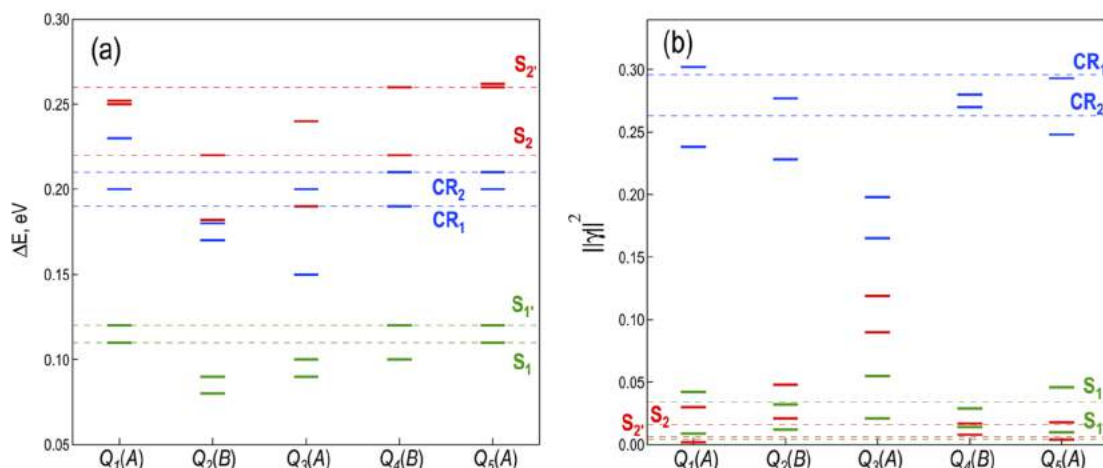 (a)
ΔE, eV
0.30
0.25
0.20
0.15
0.10
0.05
S2'
S2
CR2
CR1
S1'
S1
Q1(A) Q2(B) Q3(A) Q4(B) Q5(A)
(b)
||γ||²
0.30
0.25
0.20
0.15
0.10
0.05
0.00
CR1
CR2
S1
S2' S2
S1
Q1(A) Q2(B) Q3(A) Q4(B) Q5(A)